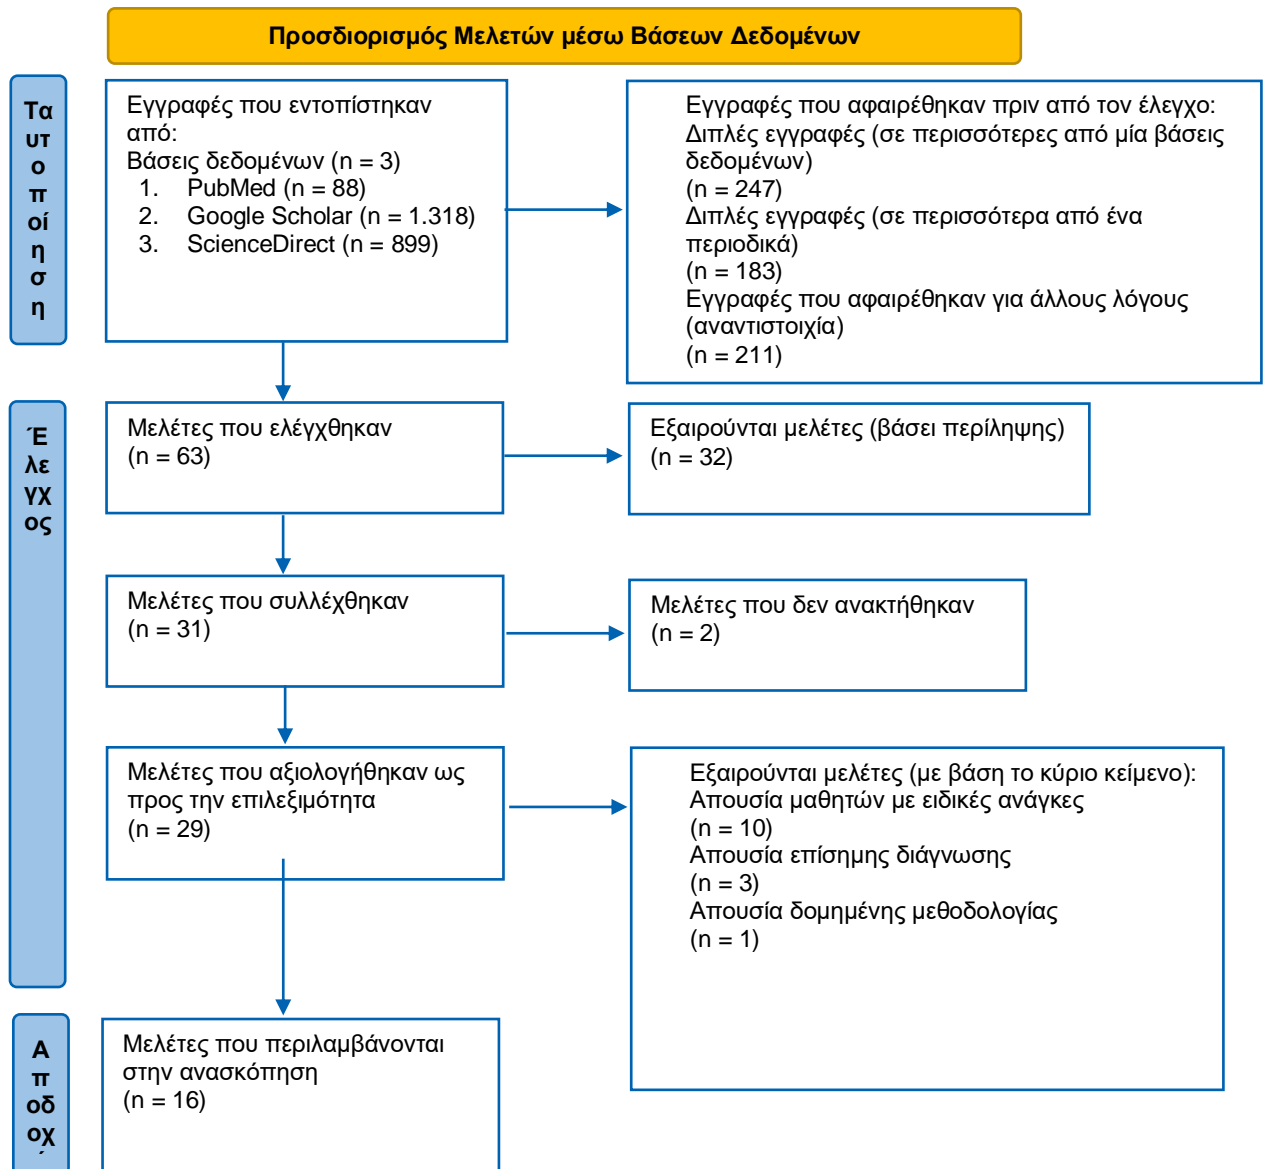 Προσδιορισμός Μελετών μέσω Βάσεων Δεδομένων
Τα
υτ
ο
π
οί
η
σ
η
Εγγραφές που εντοπίστηκαν
από:
Βάσεις δεδομένων (n = 3)
1. PubMed (n = 88)
2. Google Scholar (n = 1.318)
3. ScienceDirect (n = 899)
Εγγραφές που αφαιρέθηκαν πριν από τον έλεγχο:
Διπλές εγγραφές (σε περισσότερες από μία βάσεις
δεδομένων)
(n = 247)
Διπλές εγγραφές (σε περισσότερα από ένα
περιοδικά)
(n = 183)
Εγγραφές που αφαιρέθηκαν για άλλους λόγους
(αναντιστοιχία)
(n = 211)
Έ
λε
γχ
ος
Μελέτες που ελέγχθηκαν
(n = 63)
Εξαιρούνται μελέτες (βάσει περίληψης)
(n = 32)
Μελέτες που συλλέχθηκαν
(n = 31)
Μελέτες που δεν ανακτήθηκαν
(n = 2)
Μελέτες που αξιολογήθηκαν ως
προς την επιλεξιμότητα
(n = 29)
Εξαιρούνται μελέτες (με βάση το κύριο κείμενο):
Απουσία μαθητών με ειδικές ανάγκες
(n = 10)
Απουσία επίσημης διάγνωσης
(n = 3)
Απουσία δομημένης μεθοδολογίας
(n = 1)
Α
π
οδ
οχ
Μελέτες που περιλαμβάνονται
στην ανασκόπηση
(n = 16)